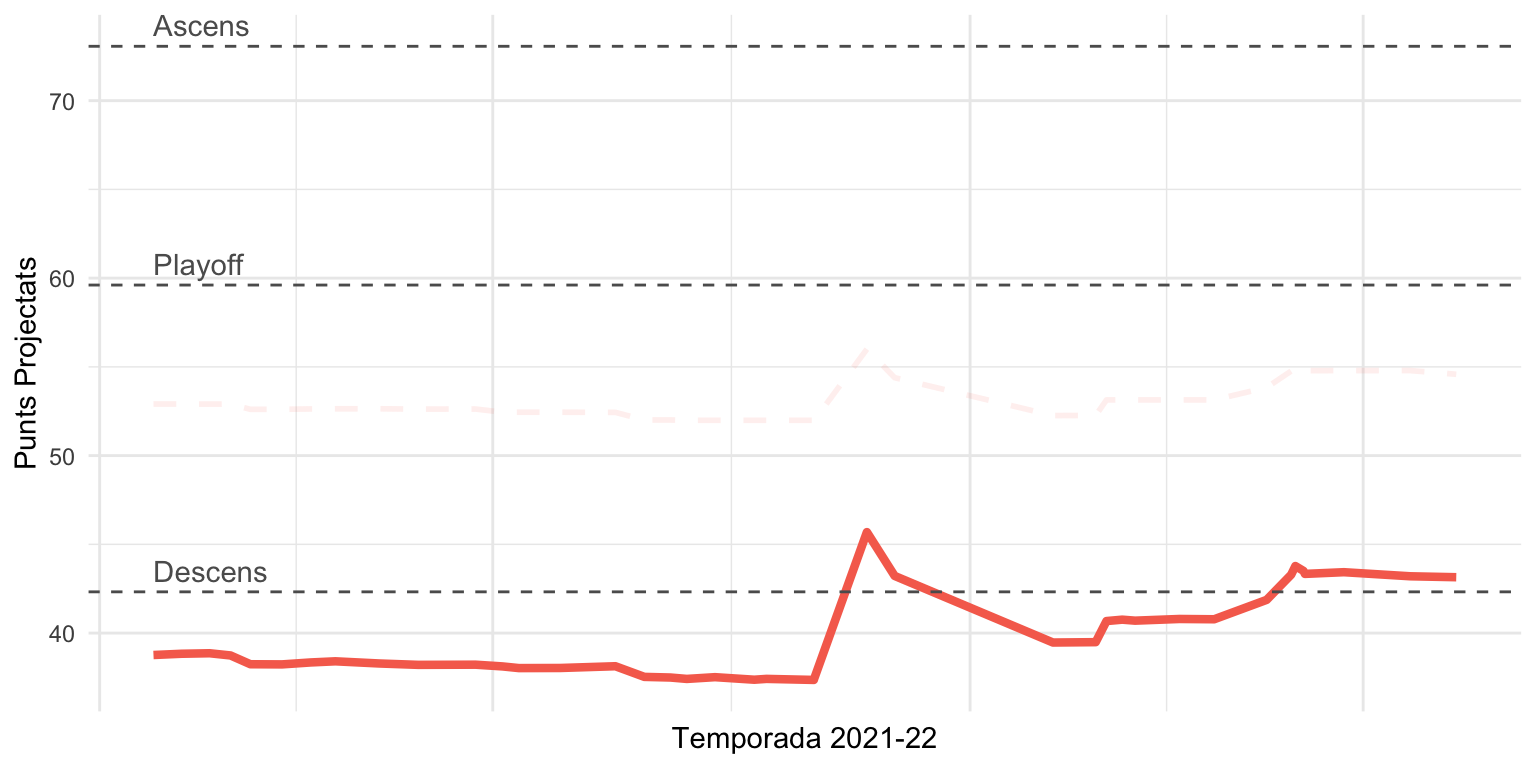 Ascens
70
Playoff
60
Punts Projectats
50
Descens
40
Temporada 2021-22